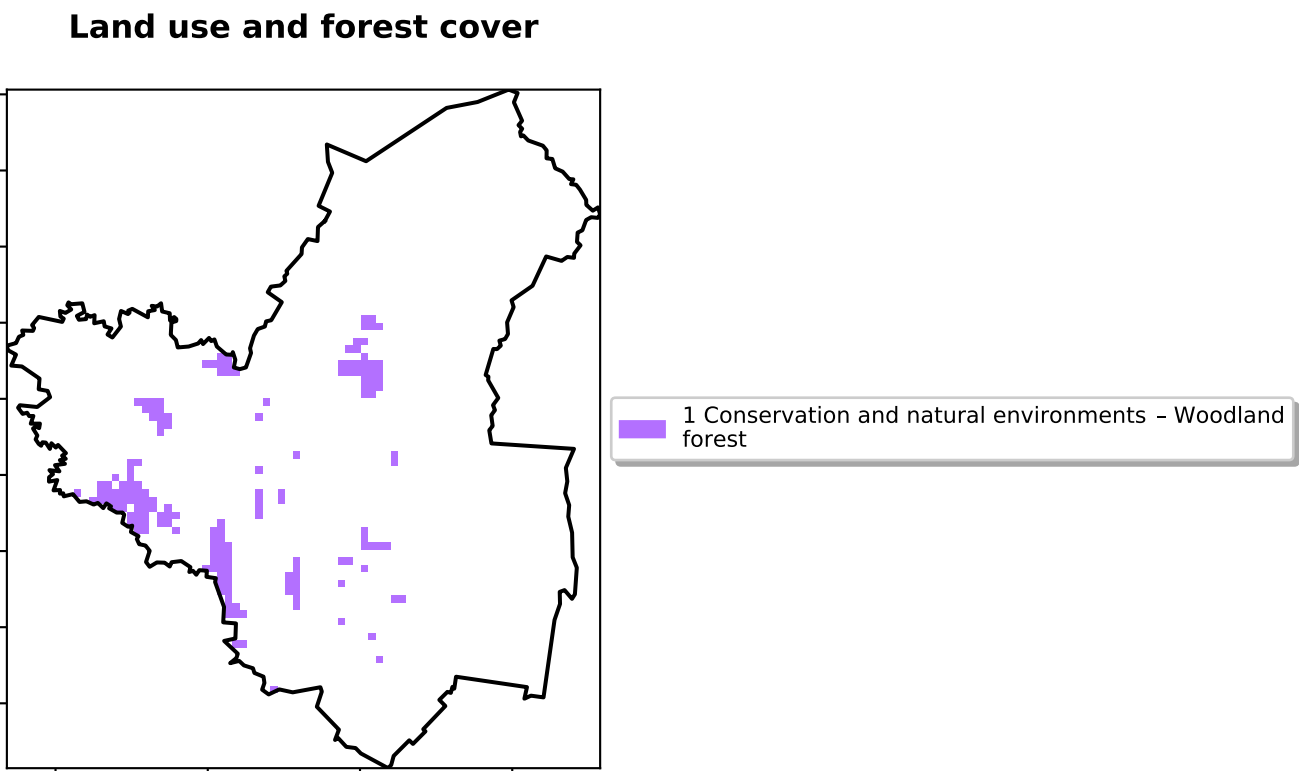 Land use and forest cover
1 Conservation and natural environments – Woodland
forest